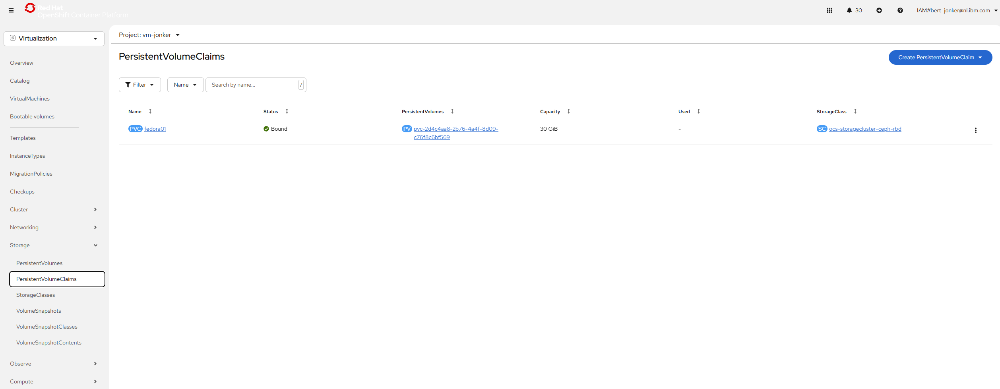 Red Hat
OpenShift Container Platform
30
IAM#bert_jonker@nl.ibm.com
Virtualization
Project: vm-jonker
Overview
Catalog
VirtualMachines
Bootable volumes
Templates
InstanceTypes
MigrationPolicies
Checkups
Cluster
Networking
Storage
PersistentVolumes
PersistentVolumeClaims
StorageClasses
VolumeSnapshots
VolumeSnapshotClasses
VolumeSnapshotContents
Observe
Compute
PersistentVolumeClaims
Create PersistentVolumeClaim
Filter Name Search by name... /
Name Status PersistentVolumes Capacity Used StorageClass
PVC fedora01 Bound PV pvc-2d4c4aa8-2b76-4a4f-8d09- 30 GiB - SC ocs-storagecluster-ceph-rbd
c76f8c6bf569